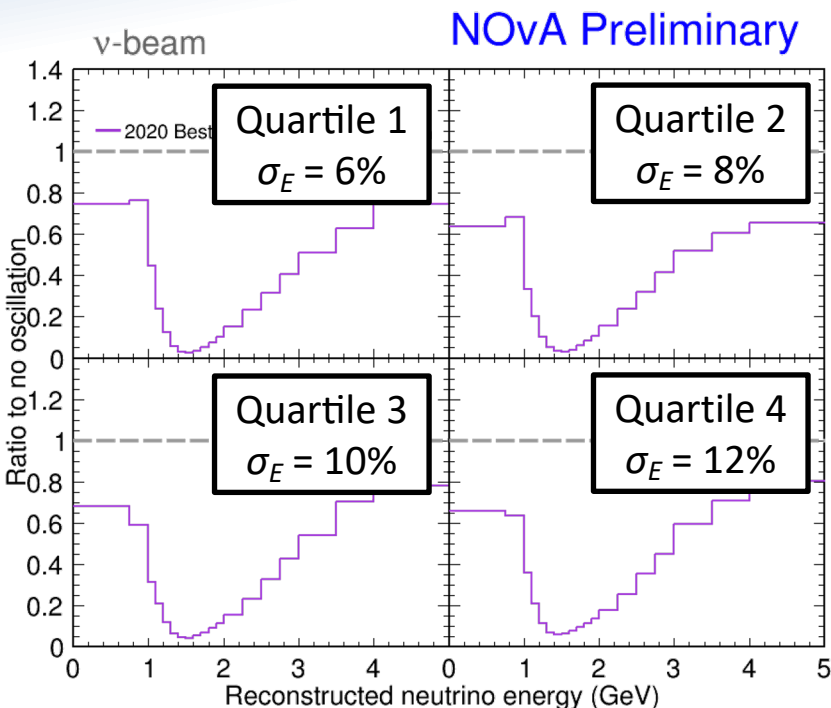 ν-beam
NOvA Preliminary
Ratio to no oscillation
1.4
1.2
1
0.8
0.6
0.4
0.2
0
2020 Best
Quartile 1
σE = 6%
Quartile 2
σE = 8%
1.2
1
0.8
0.6
0.4
0.2
0
Quartile 3
σE = 10%
Quartile 4
σE = 12%
0 1 2 3 4 0 1 2 3 4 5
Reconstructed neutrino energy (GeV)